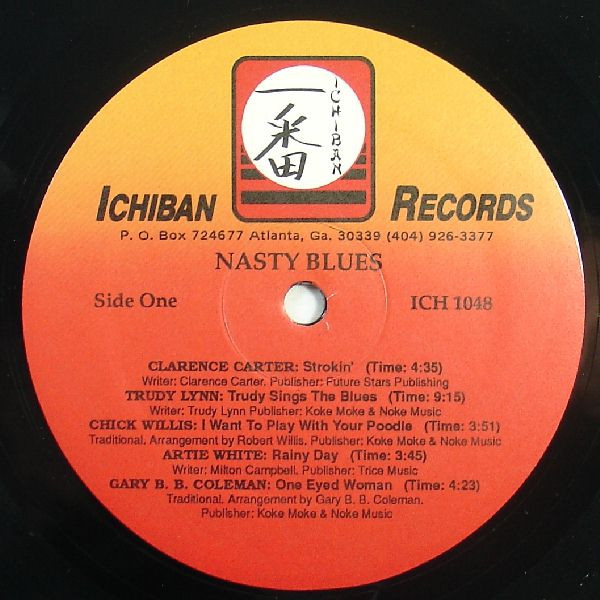 一番
ICHIBAN
ICHIBAN RECORDS
P. O. Box 724677 Atlanta, Ga. 30339 (404) 926-3377
NASTY BLUES
Side One ICH 1048
CLARENCE CARTER: Strokin' (Time: 4:35)
Writer: Clarence Carter. Publisher: Future Stars Publishing
TRUDY LYNN: Trudy Sings The Blues (Time: 9:15)
Writer: Trudy Lynn Publisher: Koke Moke & Noke Music
CHICK WILLIS: I Want To Play With Your Poodle (Time: 3:51)
Traditional. Arrangement by Robert Willis. Publisher: Koke Moke & Noke Music
ARTIE WHITE: Rainy Day (Time: 3:45)
Writer: Milton Campbell. Publisher: Trice Music
GARY B. B. COLEMAN: One Eyed Woman (Time: 4:23)
Traditional. Arrangement by Gary B. B. Coleman.
Publisher: Koke Moke & Noke Music